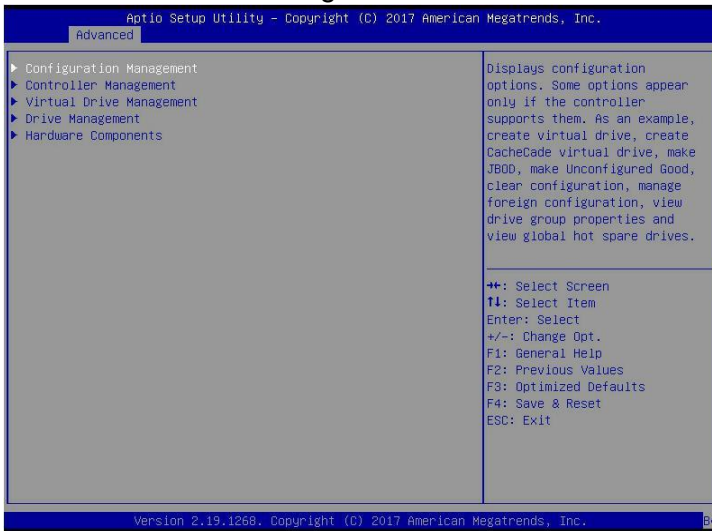 Aptio Setup Utility – Copyright (C) 2017 American Megatrends, Inc.
Advanced
Configuration Management
Controller Management
Virtual Drive Management
Drive Management
Hardware Components
Displays configuration
options. Some options appear
only if the controller
supports them. As an example,
create virtual drive, create
CacheCade virtual drive, make
JBOD, make Unconfigured Good,
clear configuration, manage
foreign configuration, view
drive group properties and
view global hot spare drives.
→←: Select Screen
↑↓: Select Item
Enter: Select
+/-: Change Opt.
F1: General Help
F2: Previous Values
F3: Optimized Defaults
F4: Save & Reset
ESC: Exit
Version 2.19.1268. Copyright (C) 2017 American Megatrends, Inc.